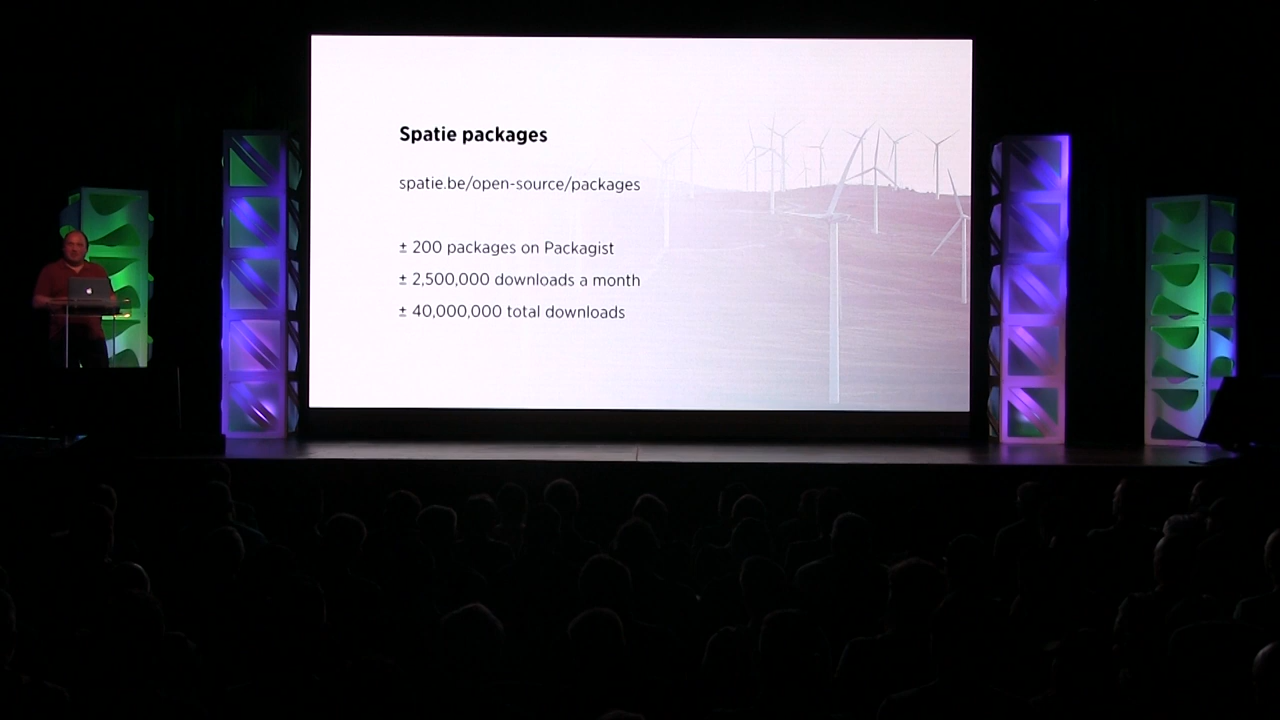 Spatie packages
spatie.be/open-source/packages
± 200 packages on Packagist
± 2,500,000 downloads a month
± 40,000,000 total downloads